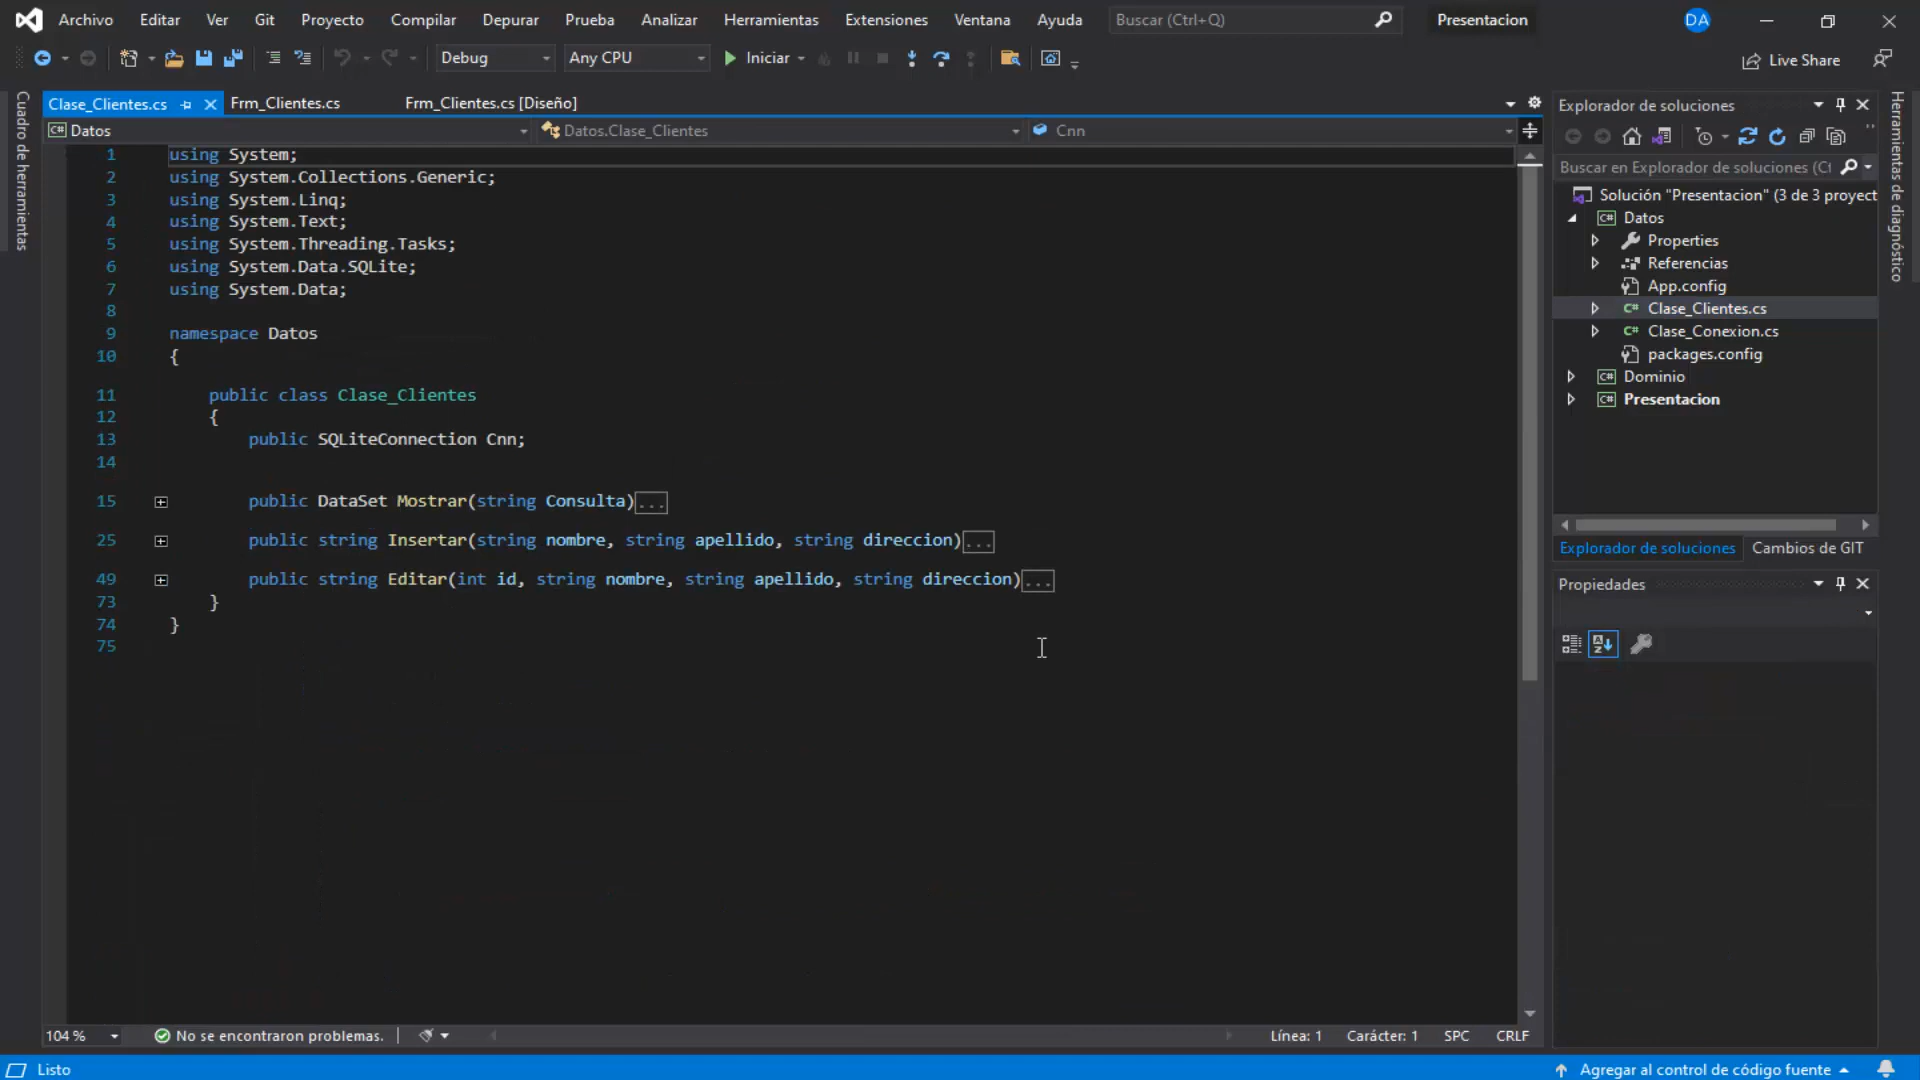 Archivo Editar Ver Git Proyecto Compilar Depurar Prueba Analizar Herramientas Extensiones Ventana Ayuda Buscar (Ctrl+Q) Presentacion DA
Debug Any CPU Iniciar Live Share
Cuadro de herramientas
Clase_Clientes.cs Frm_Clientes.cs Frm_Clientes.cs [Diseño]
Datos Datos.Clase_Clientes Cnn
1 using System;
2 using System.Collections.Generic;
3 using System.Linq;
4 using System.Text;
5 using System.Threading.Tasks;
6 using System.Data.SQLite;
7 using System.Data;
8
9 namespace Datos
10 {
11 public class Clase_Clientes
12 {
13 public SQLiteConnection Cnn;
14
15 public DataSet Mostrar(string Consulta)...
25 public string Insertar(string nombre, string apellido, string direccion)...
49 public string Editar(int id, string nombre, string apellido, string direccion)...
73 }
74 }
75
104 % No se encontraron problemas. Línea: 1 Carácter: 1 SPC CRLF
Explorador de soluciones
Buscar en Explorador de soluciones (Ct
Solución "Presentacion" (3 de 3 proyect
Datos
Properties
Referencias
App.config
Clase_Clientes.cs
Clase_Conexion.cs
packages.config
Dominio
Presentacion
Explorador de soluciones Cambios de GIT
Propiedades
Herramientas de diagnóstico
Listo Agregar al control de código fuente